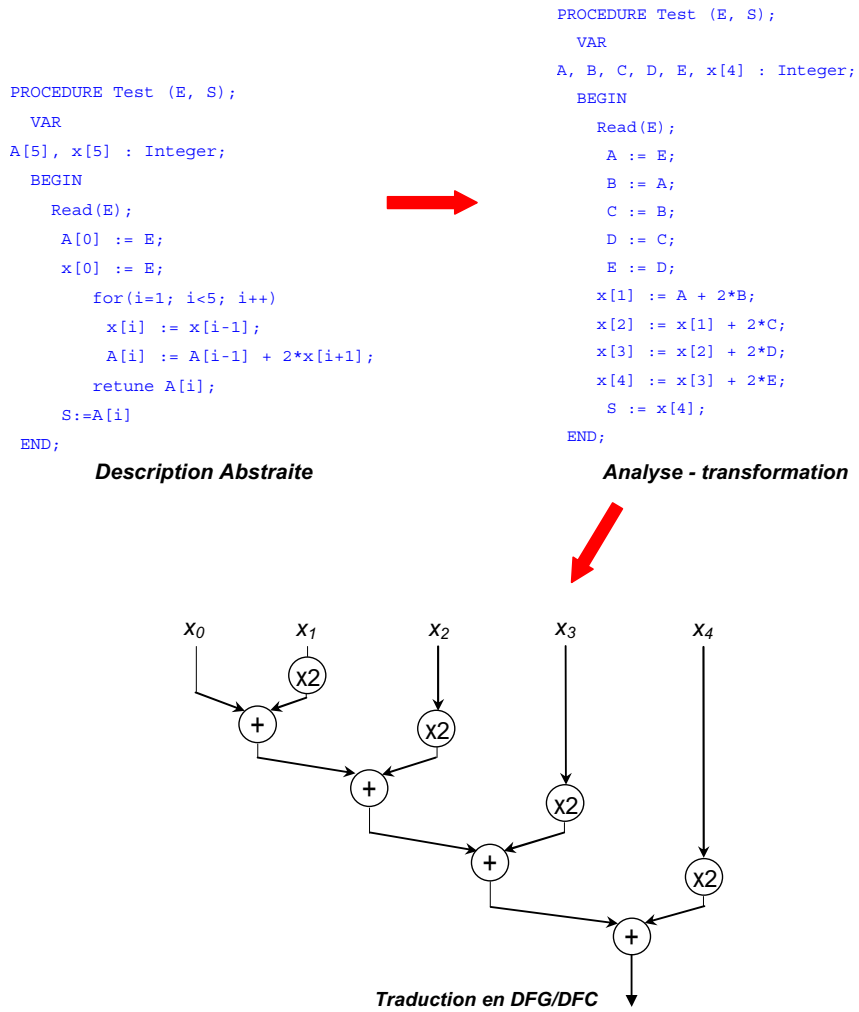 PROCEDURE Test (E, S);
VAR
A[5], x[5] : Integer;
BEGIN
Read(E);
A[0] := E;
x[0] := E;
for(i=1; i<5; i++)
x[i] := x[i-1];
A[i] := A[i-1] + 2*x[i+1];
retune A[i];
S:=A[i]
END;
Description Abstraite
PROCEDURE Test (E, S);
VAR
A, B, C, D, E, x[4] : Integer;
BEGIN
Read(E);
A := E;
B := A;
C := B;
D := C;
E := D;
x[1] := A + 2*B;
x[2] := x[1] + 2*C;
x[3] := x[2] + 2*D;
x[4] := x[3] + 2*E;
S := x[4];
END;
Analyse - transformation
x0 x1 x2 x3 x4
x2
+ x2
+ x2
+ x2
+
Traduction en DFG/DFC